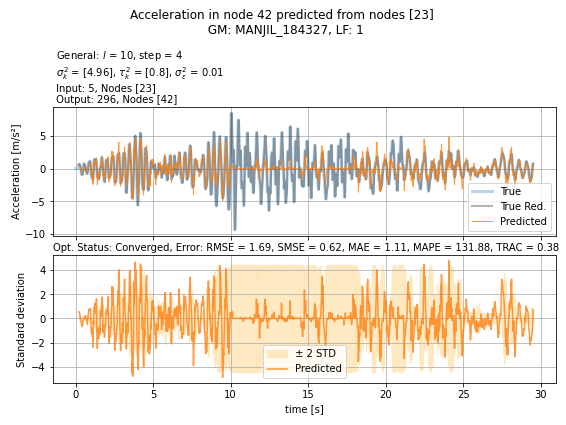 Acceleration in node 42 predicted from nodes [23]
GM: MANJIL_184327, LF: 1
General: l = 10, step = 4
σ²ₖ = [4.96], τ²ₖ = [0.8], σ²ε = 0.01
Input: 5, Nodes [23]
Output: 296, Nodes [42]
Acceleration [m/s²]
5
0
−5
−10
True
True Red.
Predicted
Opt. Status: Converged, Error: RMSE = 1.69, SMSE = 0.62, MAE = 1.11, MAPE = 131.88, TRAC = 0.38
Standard deviation
4
2
0
−2
−4
± 2 STD
Predicted
0 5 10 15 20 25 30
time [s]